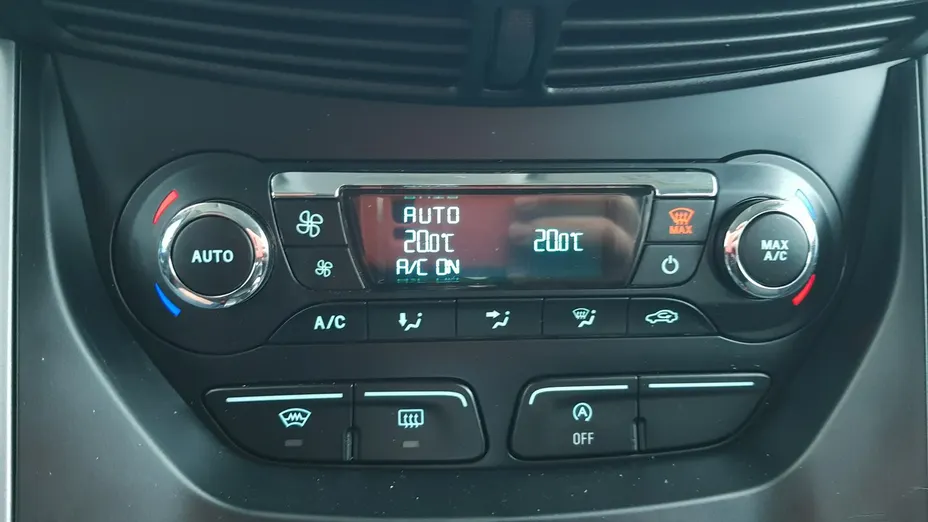 AUTO
20.0°C
A/C ON
20.0°C
AUTO
MAX
MAX
A/C
A/C
A
OFF